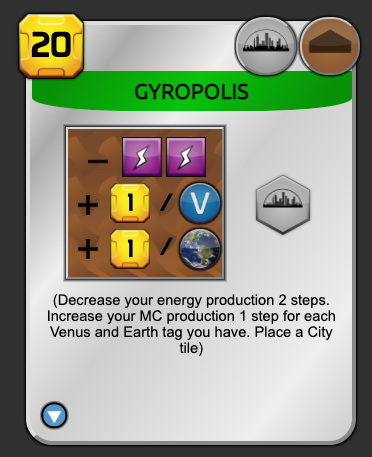 20
GYROPOLIS
−
+ 1 / V
+ 1 /
(Decrease your energy production 2 steps.
Increase your MC production 1 step for each
Venus and Earth tag you have. Place a City
tile)